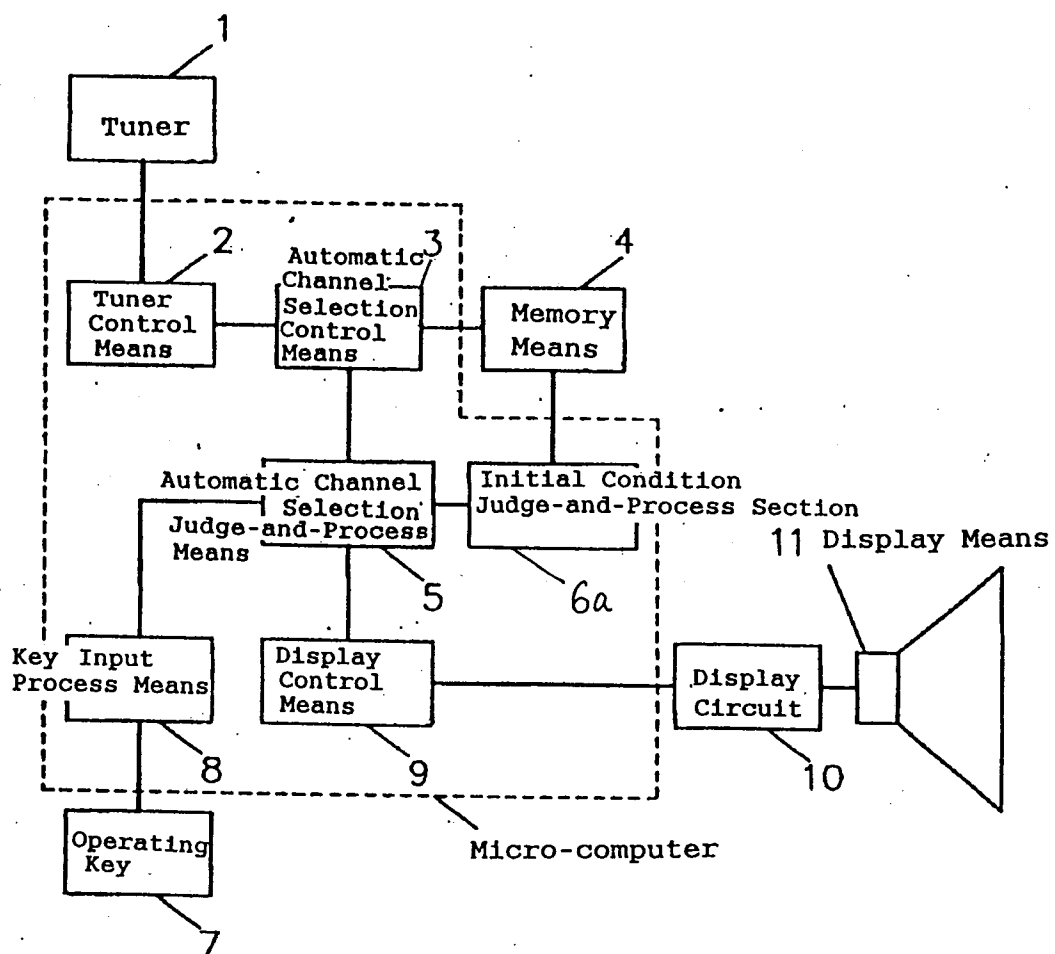 1
Tuner
2
Tuner
Control
Means
3
Automatic
Channel
Selection
Control
Means
4
Memory
Means
Automatic Channel
Selection
Judge-and-Process
Means
5
Initial Condition
Judge-and-Process Section
6a
11 Display Means
Key Input
Process Means
8
Display
Control
Means
9
Display
Circuit
10
Operating
Key
7
Micro-computer